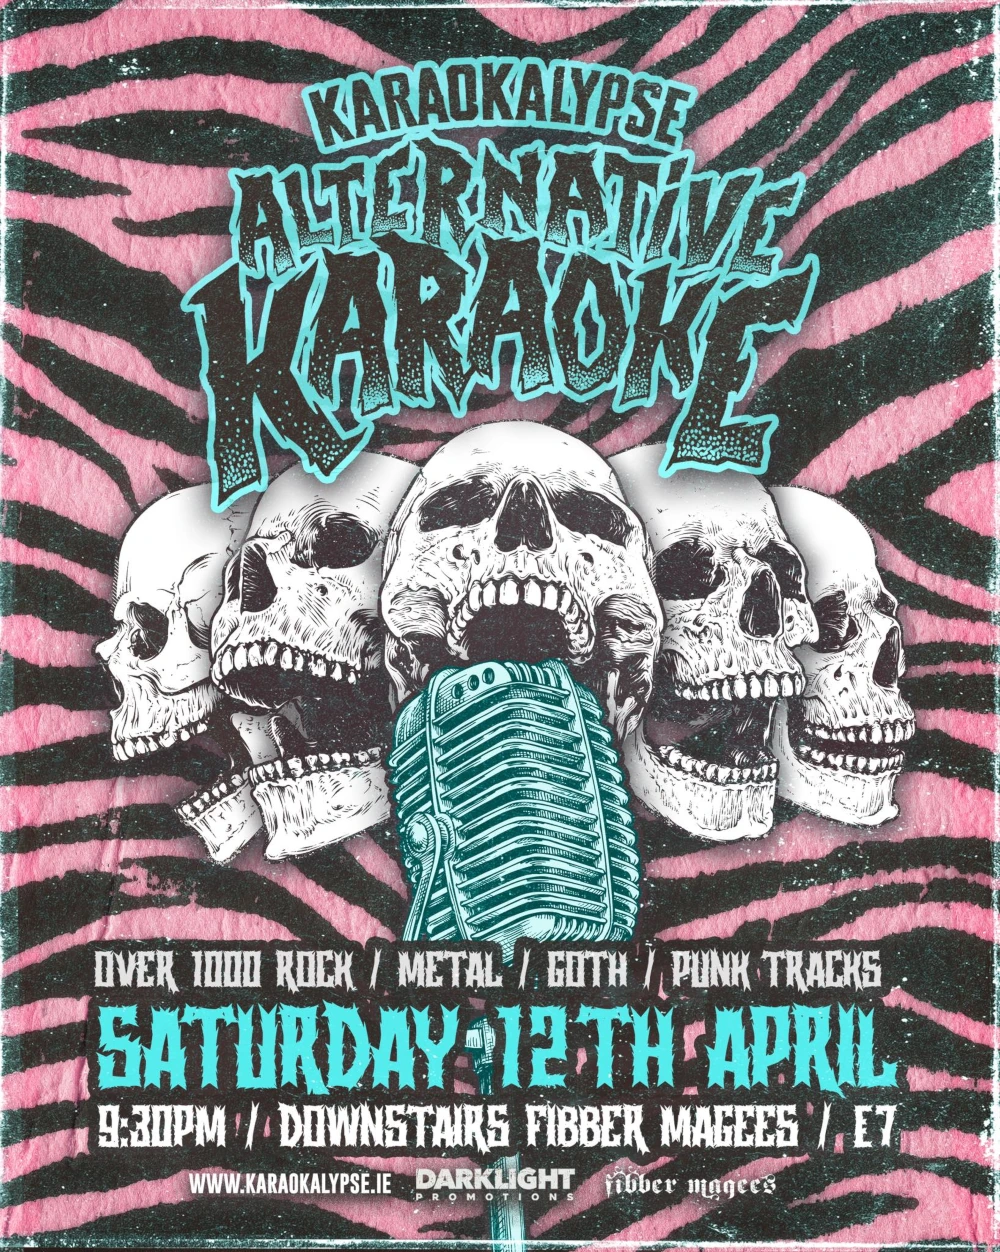 KARAOKALYPSE
ALTERNATIVE
KARAOKE
OVER 1000 ROCK / METAL / GOTH / PUNK TRACKS
SATURDAY 12TH APRIL
9:30PM / DOWNSTAIRS FIBBER MAGEES / E7
WWW.KARAOKALYPSE.IE DARKLIGHT PROMOTIONS fibber magees